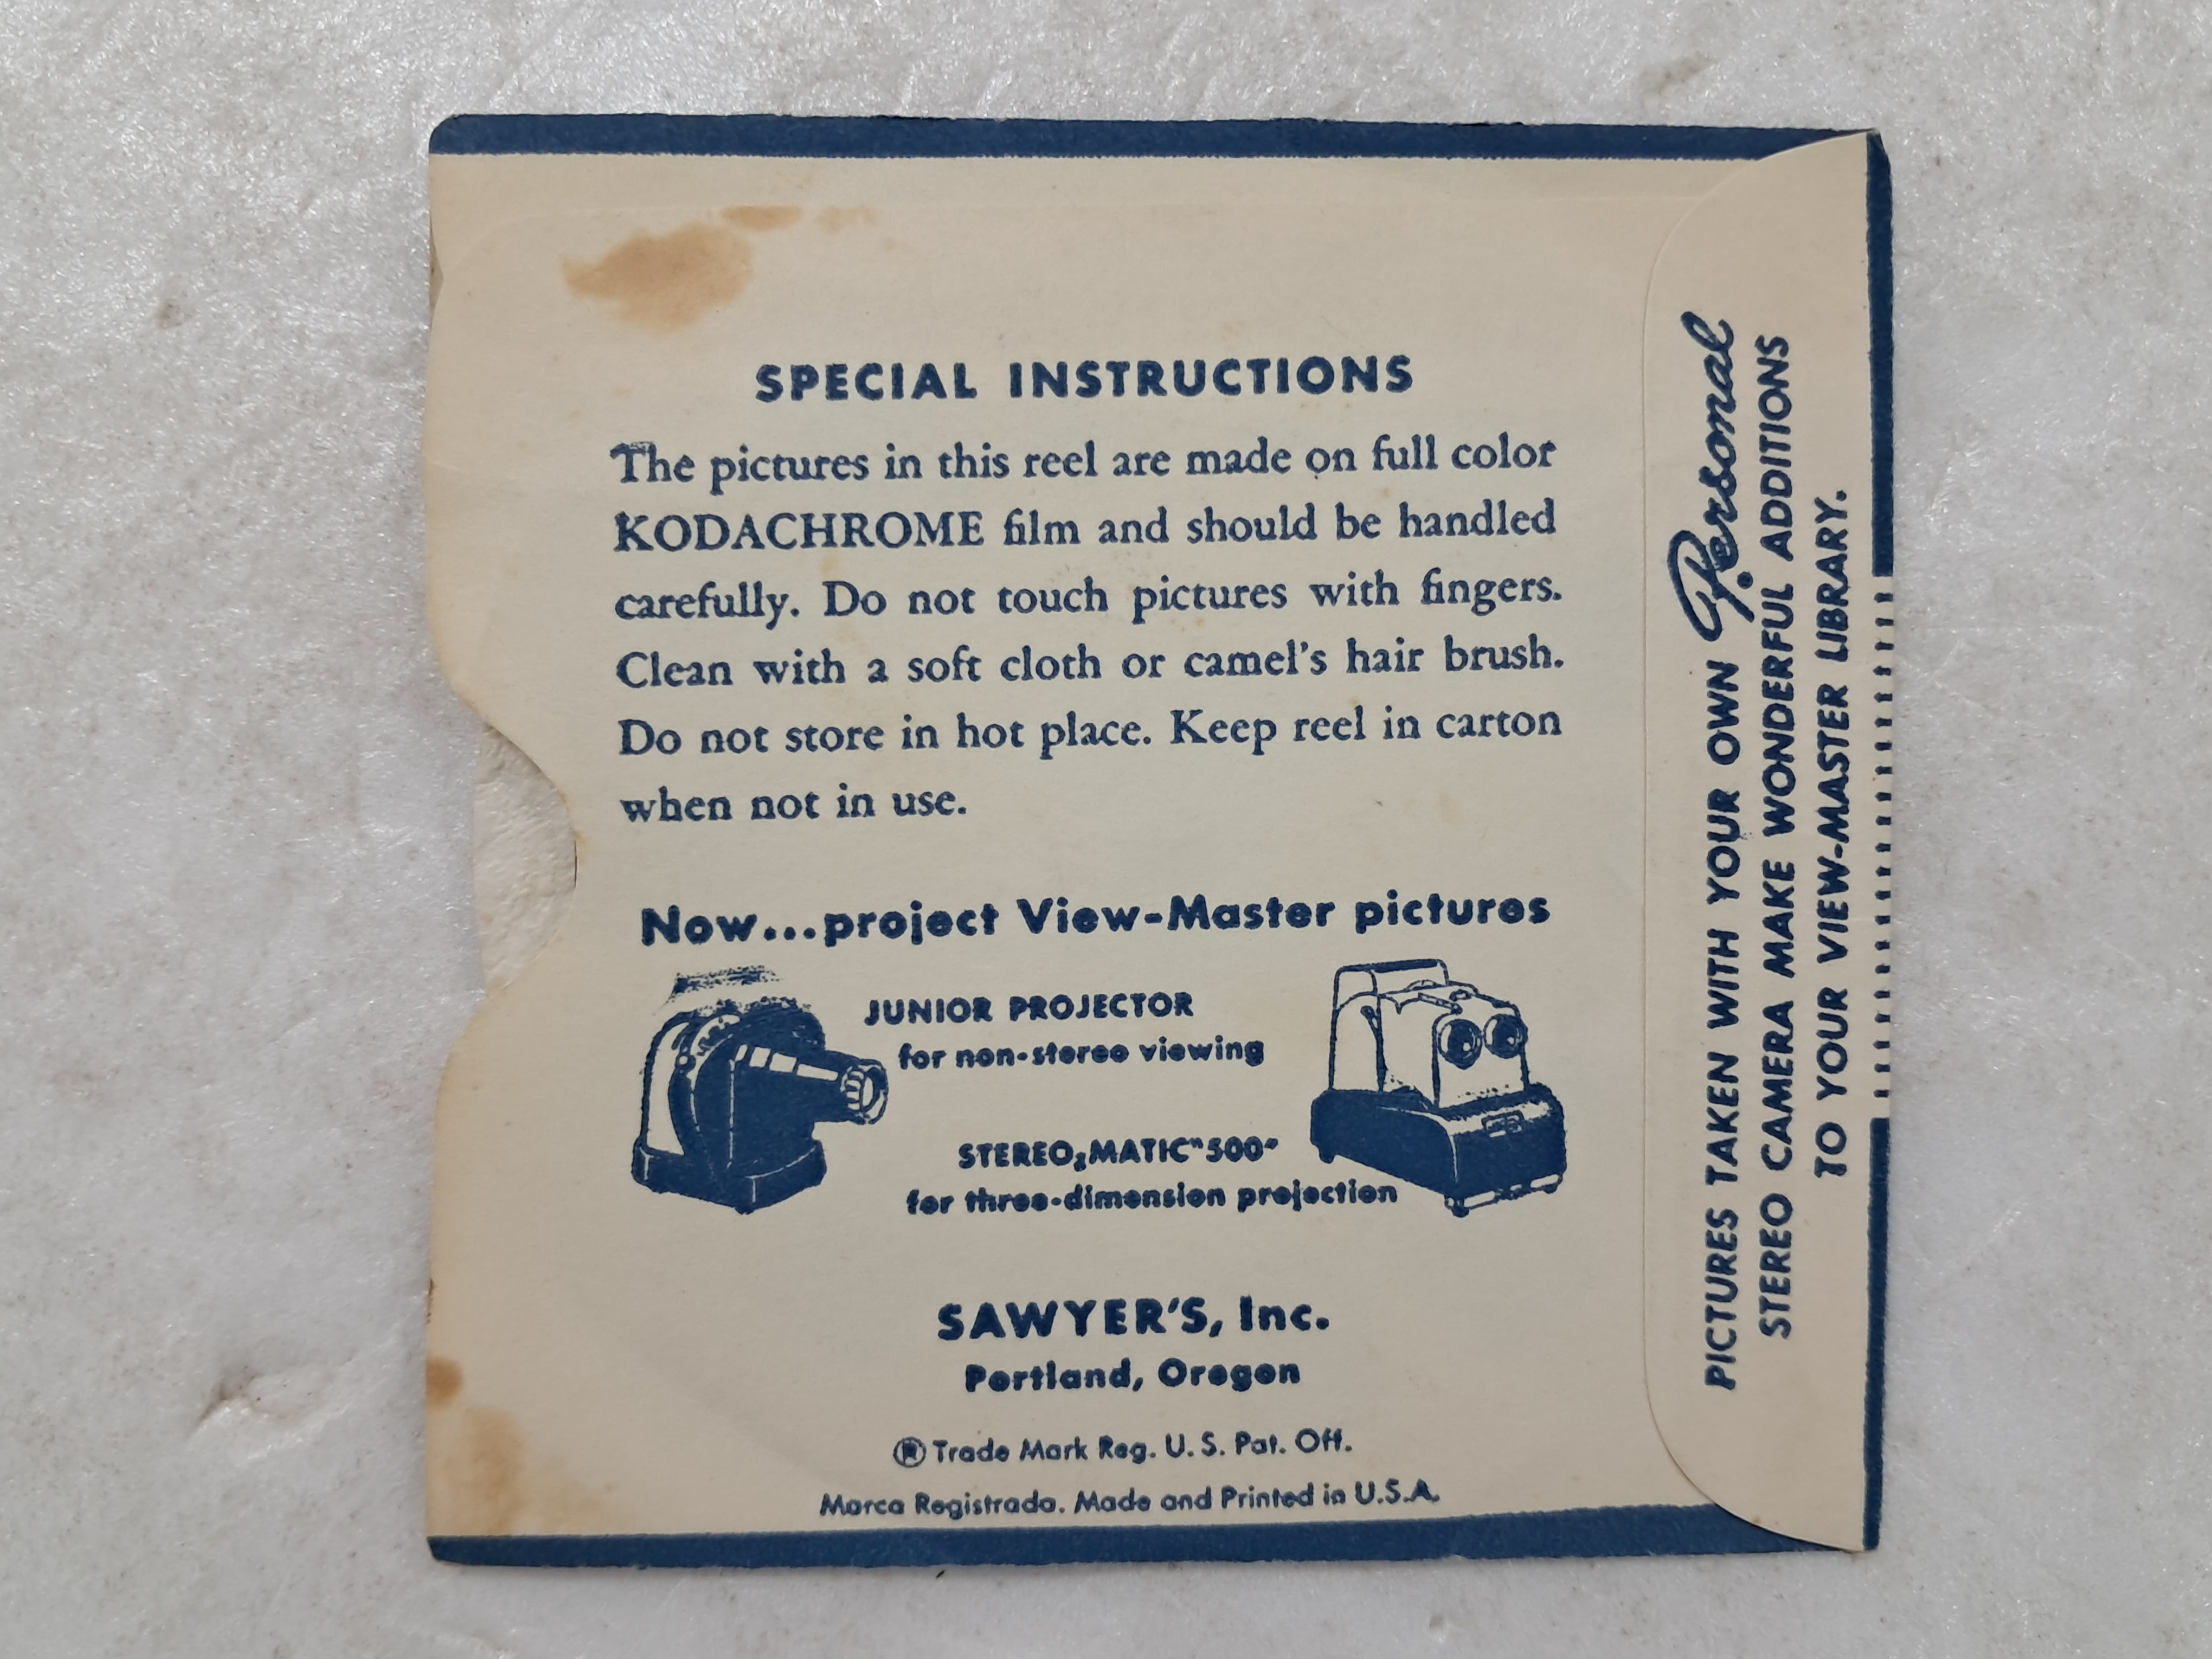 SPECIAL INSTRUCTIONS
The pictures in this reel are made on full color
KODACHROME film and should be handled
carefully. Do not touch pictures with fingers.
Clean with a soft cloth or camel's hair brush.
Do not store in hot place. Keep reel in carton
when not in use.
Now...project View-Master pictures
JUNIOR PROJECTOR
for non-stereo viewing
STEREO-MATIC "500"
for three-dimension projection
SAWYER'S, Inc.
Portland, Oregon
® Trade Mark Reg. U. S. Pat. Off.
Marca Registrada. Made and Printed in U.S.A.
PICTURES TAKEN WITH YOUR OWN Personal
STEREO CAMERA MAKE WONDERFUL ADDITIONS
TO YOUR VIEW-MASTER LIBRARY.